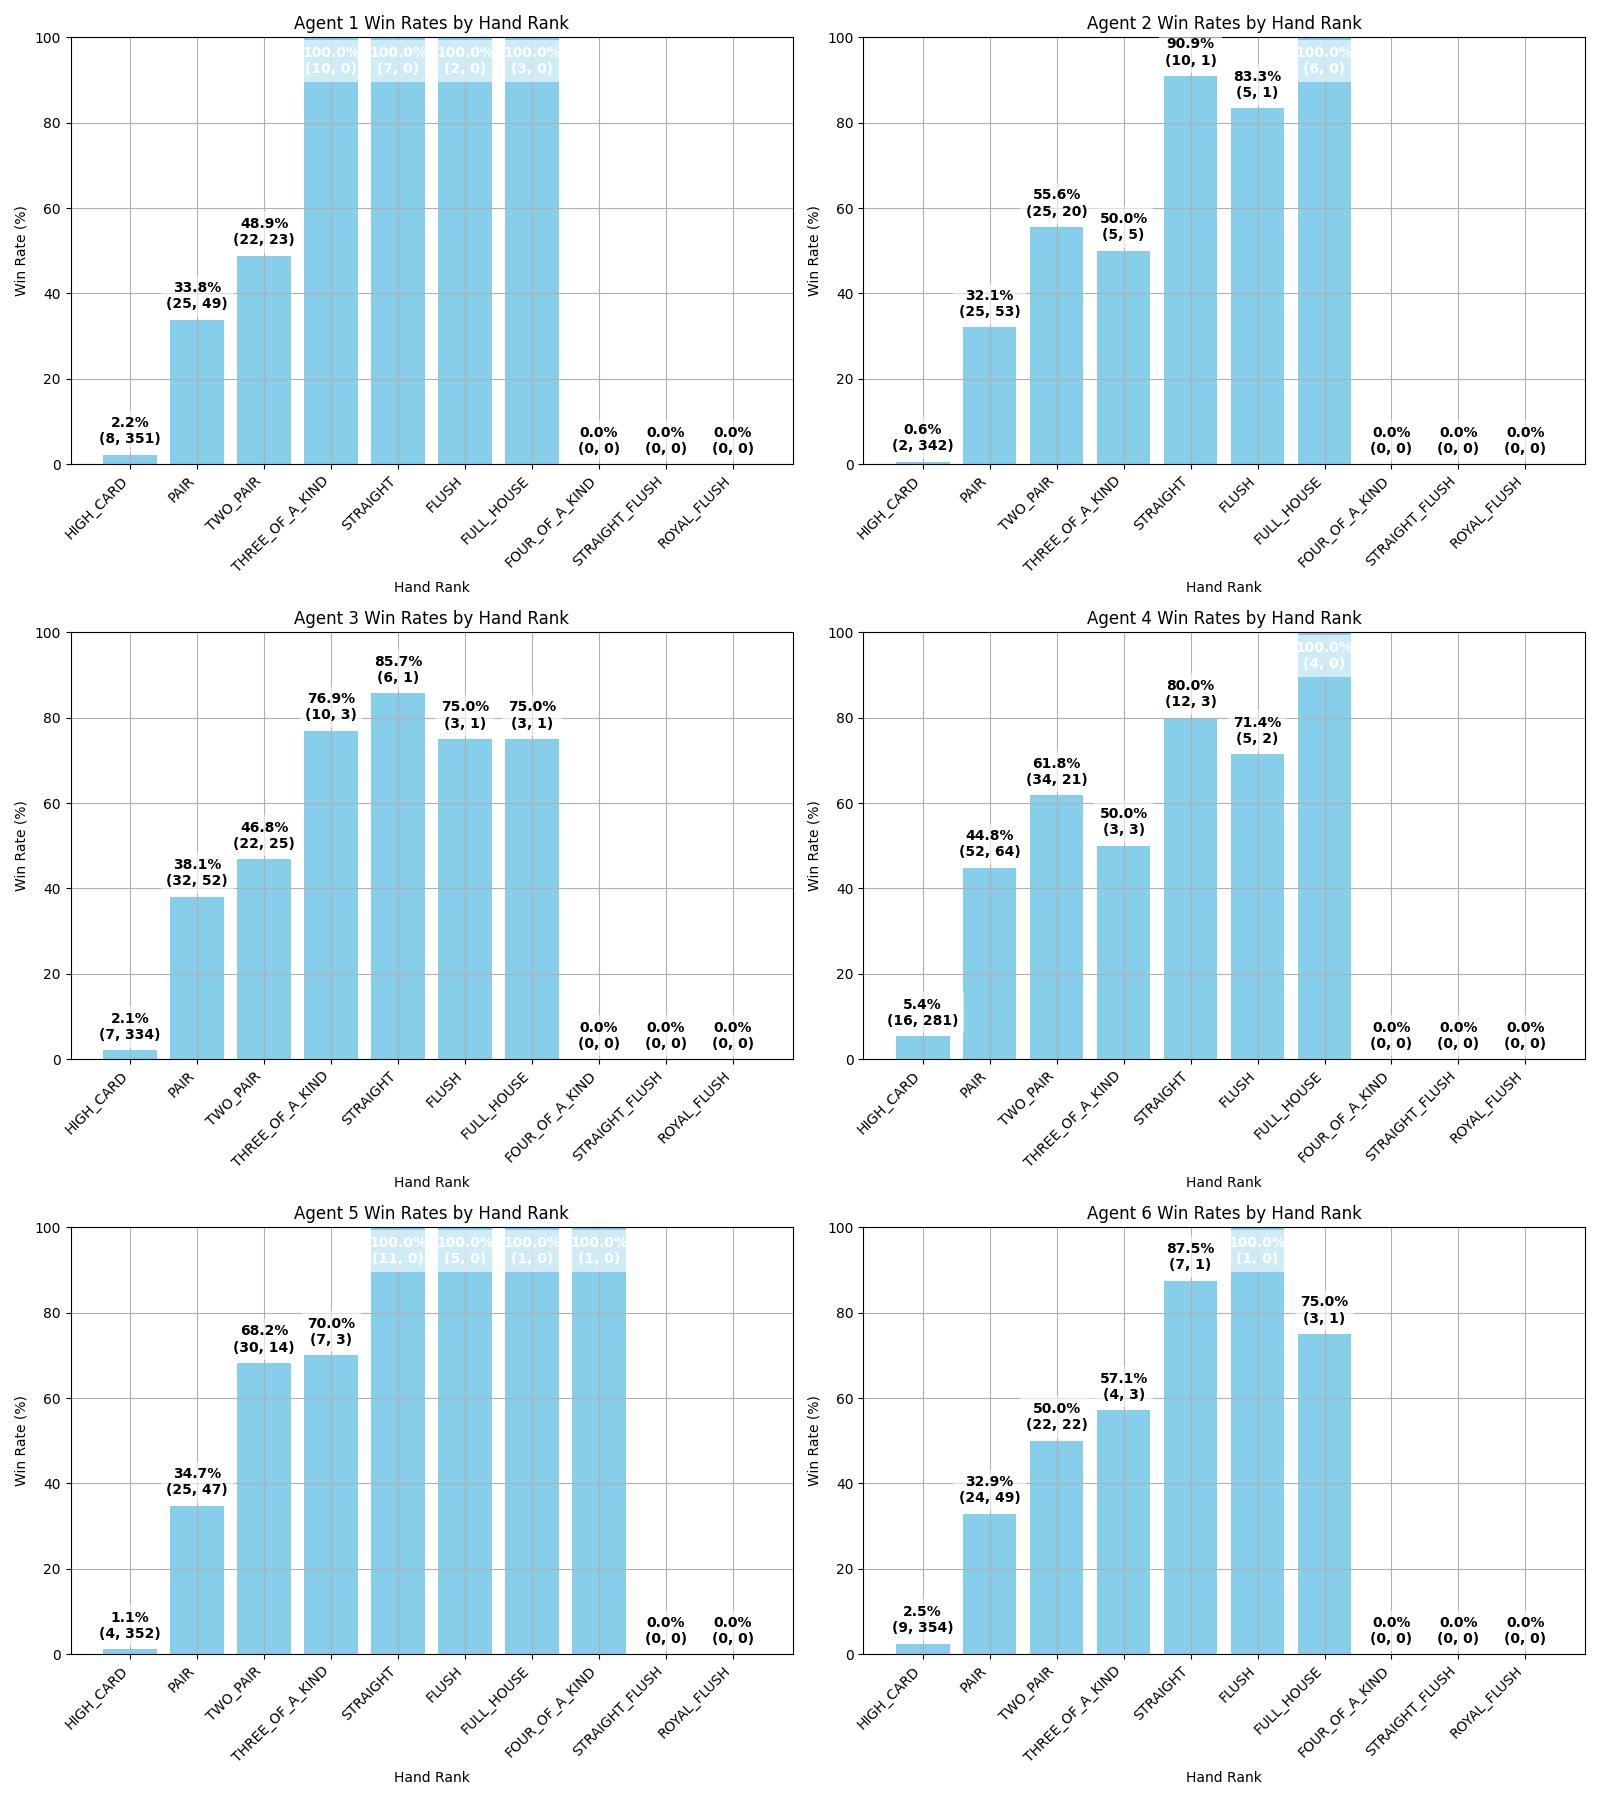 Agent 1 Win Rates by Hand Rank
Win Rate (%)
100
80
60
40
20
0
2.2%
(8, 351)
33.8%
(25, 49)
48.9%
(22, 23)
100.0%
(10, 0)
100.0%
(7, 0)
100.0%
(2, 0)
100.0%
(3, 0)
0.0%
(0, 0)
0.0%
(0, 0)
0.0%
(0, 0)
HIGH_CARD
PAIR
TWO_PAIR
THREE_OF_A_KIND
STRAIGHT
FLUSH
FULL_HOUSE
FOUR_OF_A_KIND
STRAIGHT_FLUSH
ROYAL_FLUSH
Hand Rank
Agent 2 Win Rates by Hand Rank
Win Rate (%)
100
80
60
40
20
0
0.6%
(2, 342)
32.1%
(25, 53)
55.6%
(25, 20)
50.0%
(5, 5)
90.9%
(10, 1)
83.3%
(5, 1)
100.0%
(6, 0)
0.0%
(0, 0)
0.0%
(0, 0)
0.0%
(0, 0)
HIGH_CARD
PAIR
TWO_PAIR
THREE_OF_A_KIND
STRAIGHT
FLUSH
FULL_HOUSE
FOUR_OF_A_KIND
STRAIGHT_FLUSH
ROYAL_FLUSH
Hand Rank
Agent 3 Win Rates by Hand Rank
Win Rate (%)
100
80
60
40
20
0
2.1%
(7, 334)
38.1%
(32, 52)
46.8%
(22, 25)
76.9%
(10, 3)
85.7%
(6, 1)
75.0%
(3, 1)
75.0%
(3, 1)
0.0%
(0, 0)
0.0%
(0, 0)
0.0%
(0, 0)
HIGH_CARD
PAIR
TWO_PAIR
THREE_OF_A_KIND
STRAIGHT
FLUSH
FULL_HOUSE
FOUR_OF_A_KIND
STRAIGHT_FLUSH
ROYAL_FLUSH
Hand Rank
Agent 4 Win Rates by Hand Rank
Win Rate (%)
100
80
60
40
20
0
5.4%
(16, 281)
44.8%
(52, 64)
61.8%
(34, 21)
50.0%
(3, 3)
80.0%
(12, 3)
71.4%
(5, 2)
100.0%
(4, 0)
0.0%
(0, 0)
0.0%
(0, 0)
0.0%
(0, 0)
HIGH_CARD
PAIR
TWO_PAIR
THREE_OF_A_KIND
STRAIGHT
FLUSH
FULL_HOUSE
FOUR_OF_A_KIND
STRAIGHT_FLUSH
ROYAL_FLUSH
Hand Rank
Agent 5 Win Rates by Hand Rank
Win Rate (%)
100
80
60
40
20
0
1.1%
(4, 352)
34.7%
(25, 47)
68.2%
(30, 14)
70.0%
(7, 3)
100.0%
(11, 0)
100.0%
(5, 0)
100.0%
(1, 0)
100.0%
(1, 0)
0.0%
(0, 0)
0.0%
(0, 0)
HIGH_CARD
PAIR
TWO_PAIR
THREE_OF_A_KIND
STRAIGHT
FLUSH
FULL_HOUSE
FOUR_OF_A_KIND
STRAIGHT_FLUSH
ROYAL_FLUSH
Hand Rank
Agent 6 Win Rates by Hand Rank
Win Rate (%)
100
80
60
40
20
0
2.5%
(9, 354)
32.9%
(24, 49)
50.0%
(22, 22)
57.1%
(4, 3)
87.5%
(7, 1)
100.0%
(1, 0)
75.0%
(3, 1)
0.0%
(0, 0)
0.0%
(0, 0)
0.0%
(0, 0)
HIGH_CARD
PAIR
TWO_PAIR
THREE_OF_A_KIND
STRAIGHT
FLUSH
FULL_HOUSE
FOUR_OF_A_KIND
STRAIGHT_FLUSH
ROYAL_FLUSH
Hand Rank